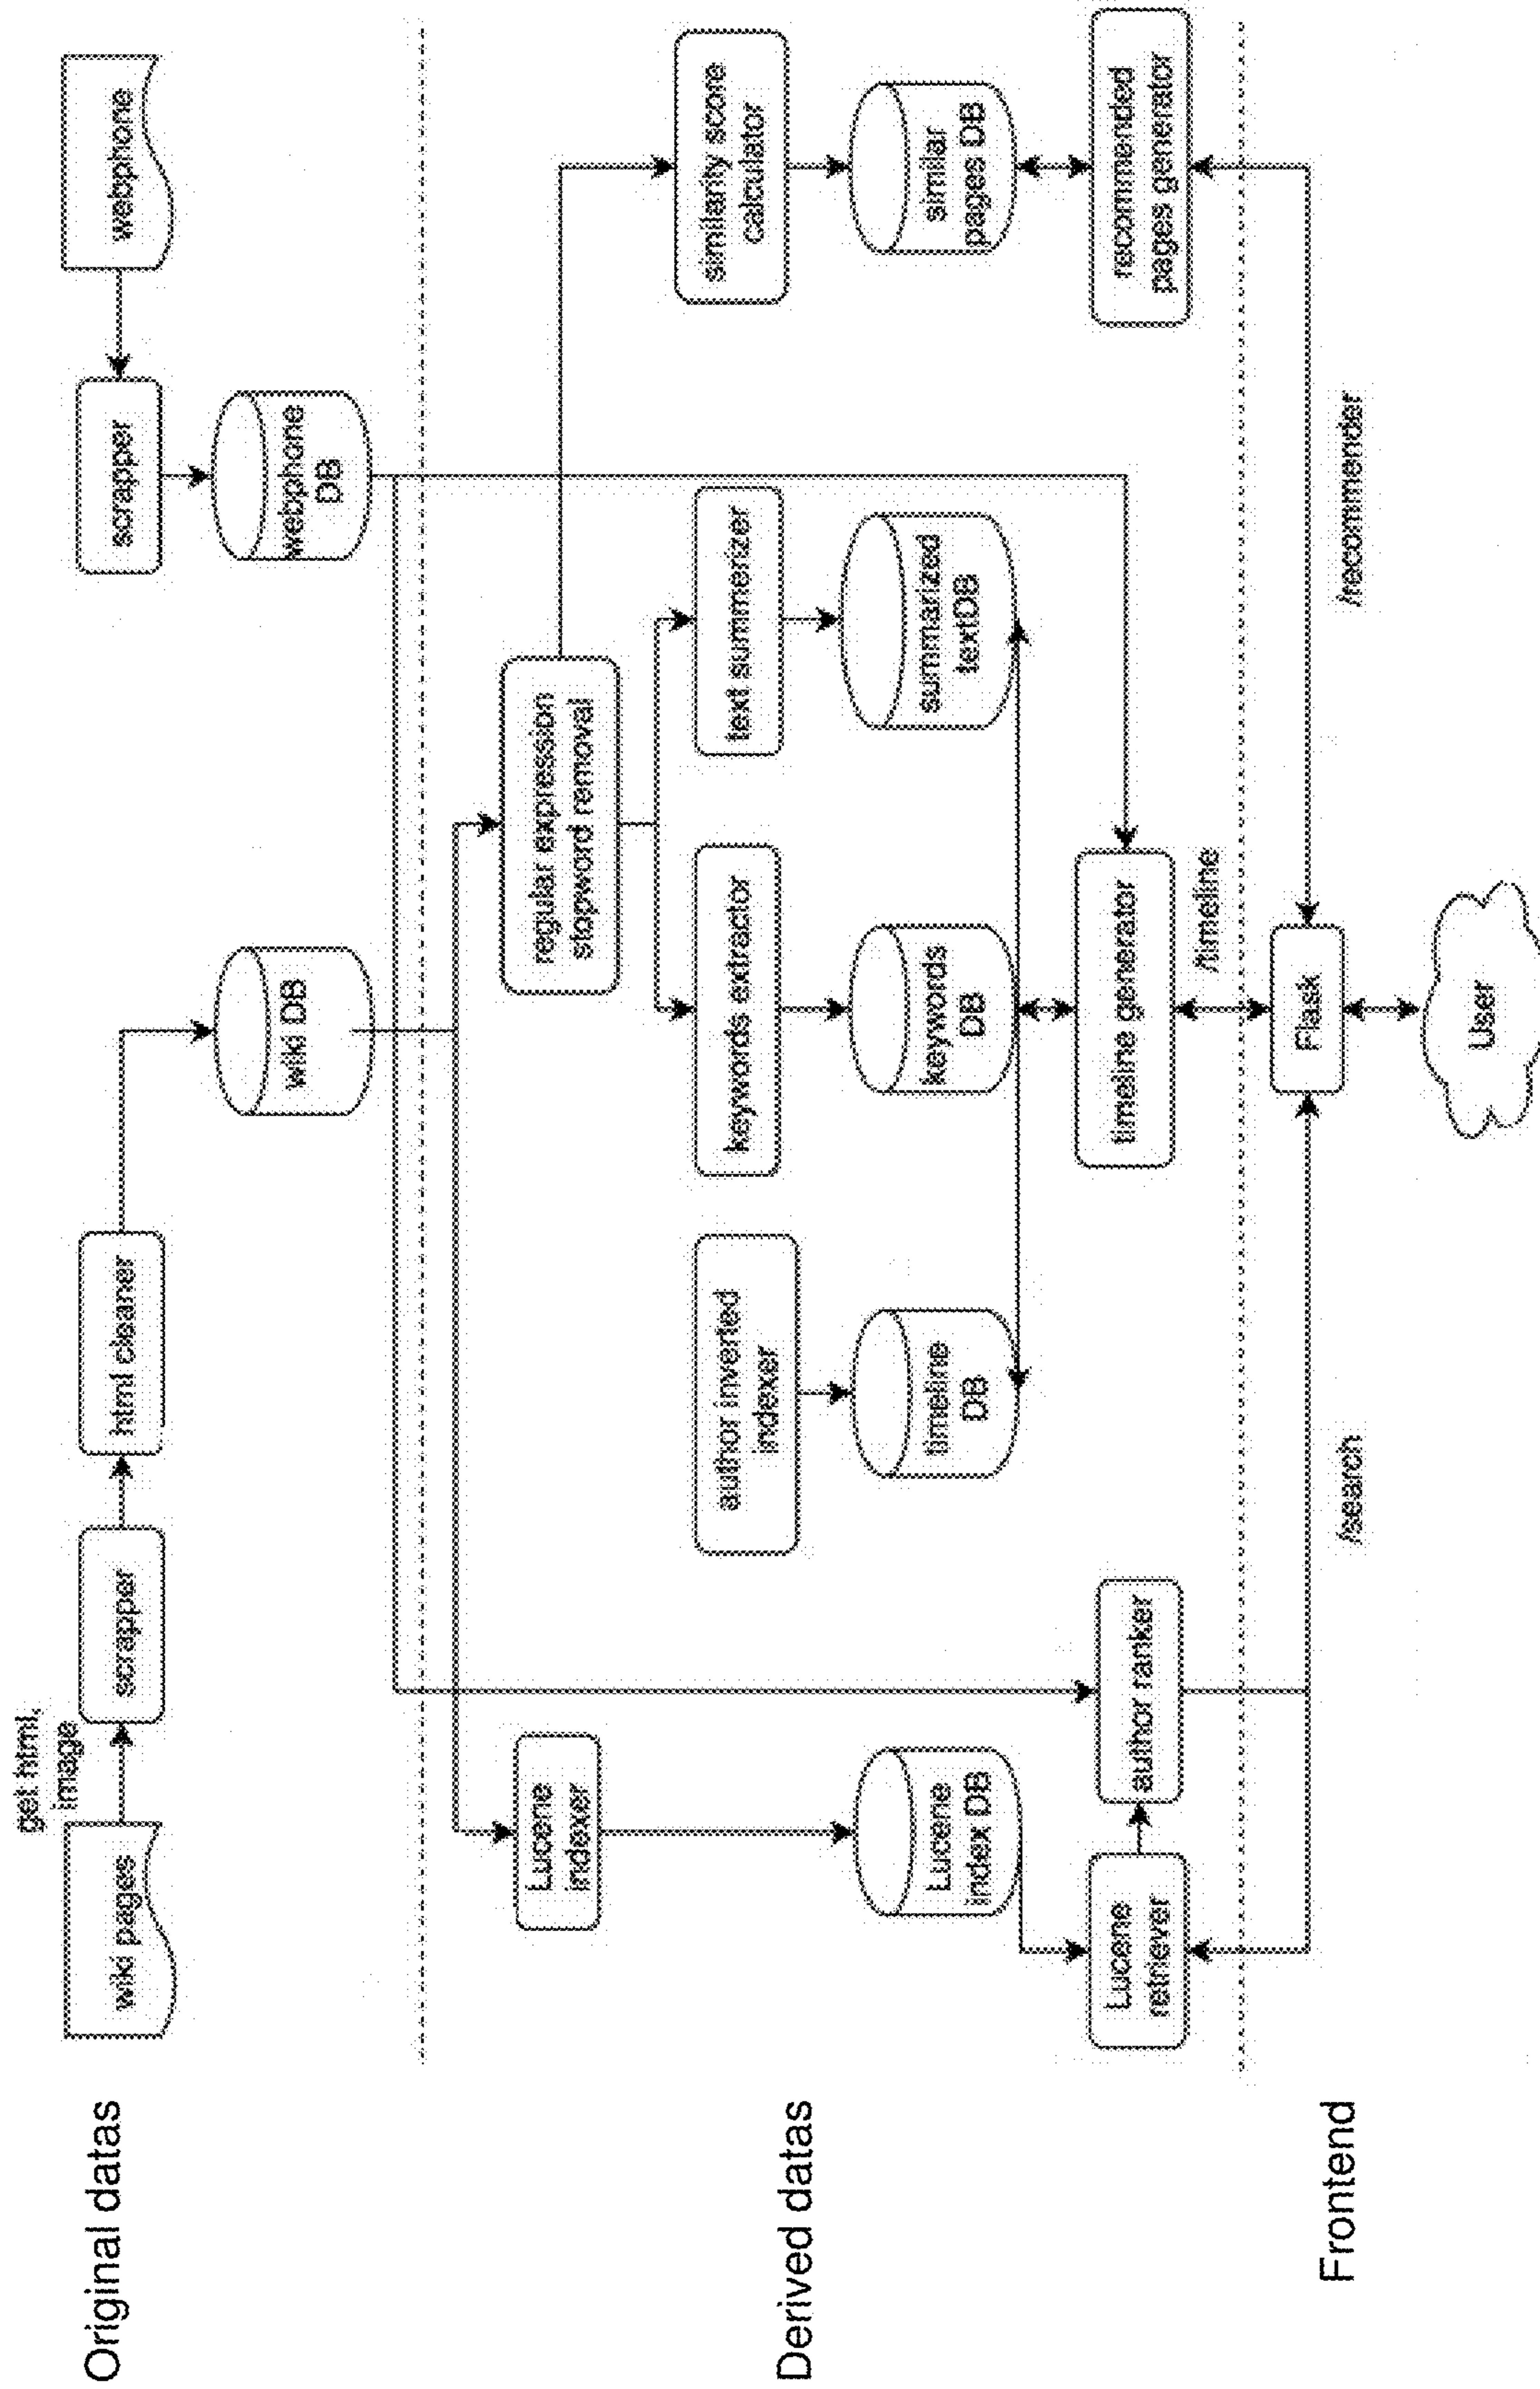 Original datas
get html,
image
wiki pages
scrapper
html cleaner
wiki DB
scrapper
webphone
webphone
DB
Derived datas
Lucene
indexer
regular expression
stopword removal
author inverted
indexer
keywords extractor
text summerizer
similarity score
calculator
Lucene
index DB
timeline
DB
keywords
DB
summarized
textDB
similar
pages DB
Lucene
retriever
author ranker
timeline generator
recommended
pages generator
/timeline
Frontend
/search
Flask
/recommender
User